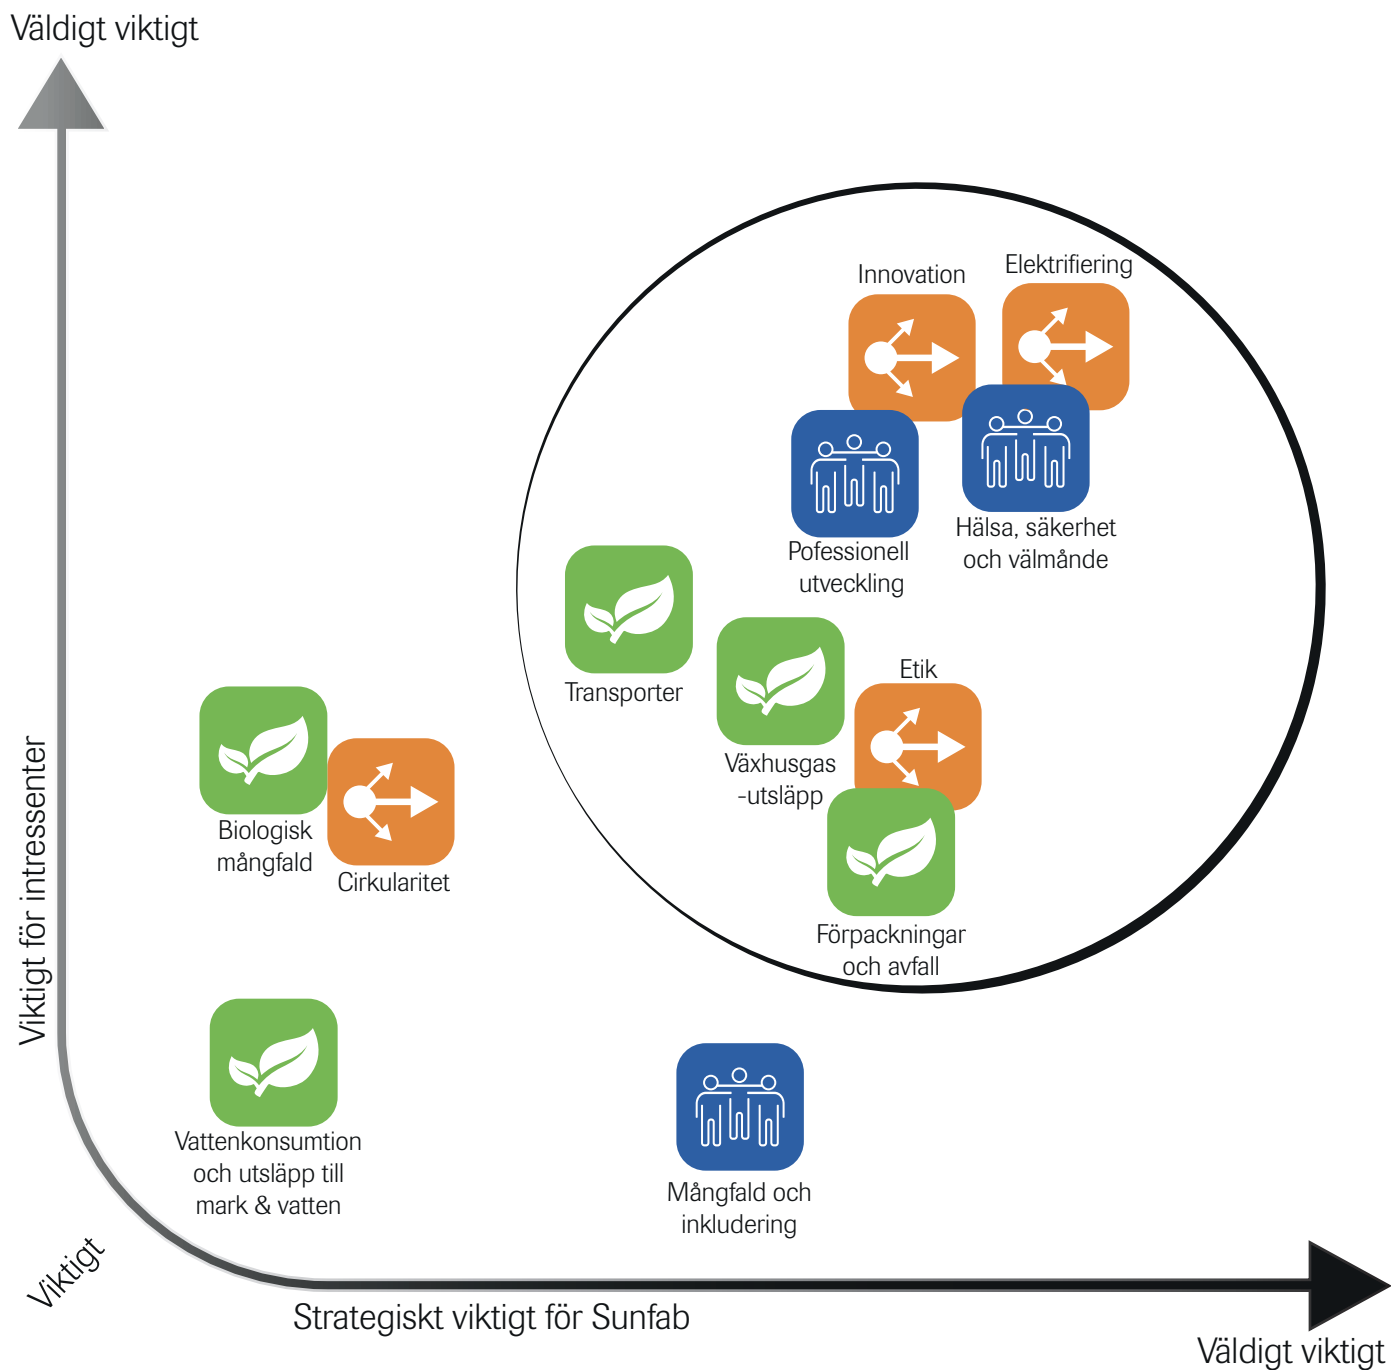 Väldigt viktigt
Innovation
Elektrifiering
Pofessionell
utveckling
Hälsa, säkerhet
och välmånde
Transporter
Etik
Växhusgas
-utsläpp
Förpackningar
och avfall
Biologisk
mångfald
Cirkularitet
Viktigt för intressenter
Vattenkonsumtion
och utsläpp till
mark & vatten
Mångfald och
inkludering
Viktigt
Strategiskt viktigt för Sunfab
Väldigt viktigt